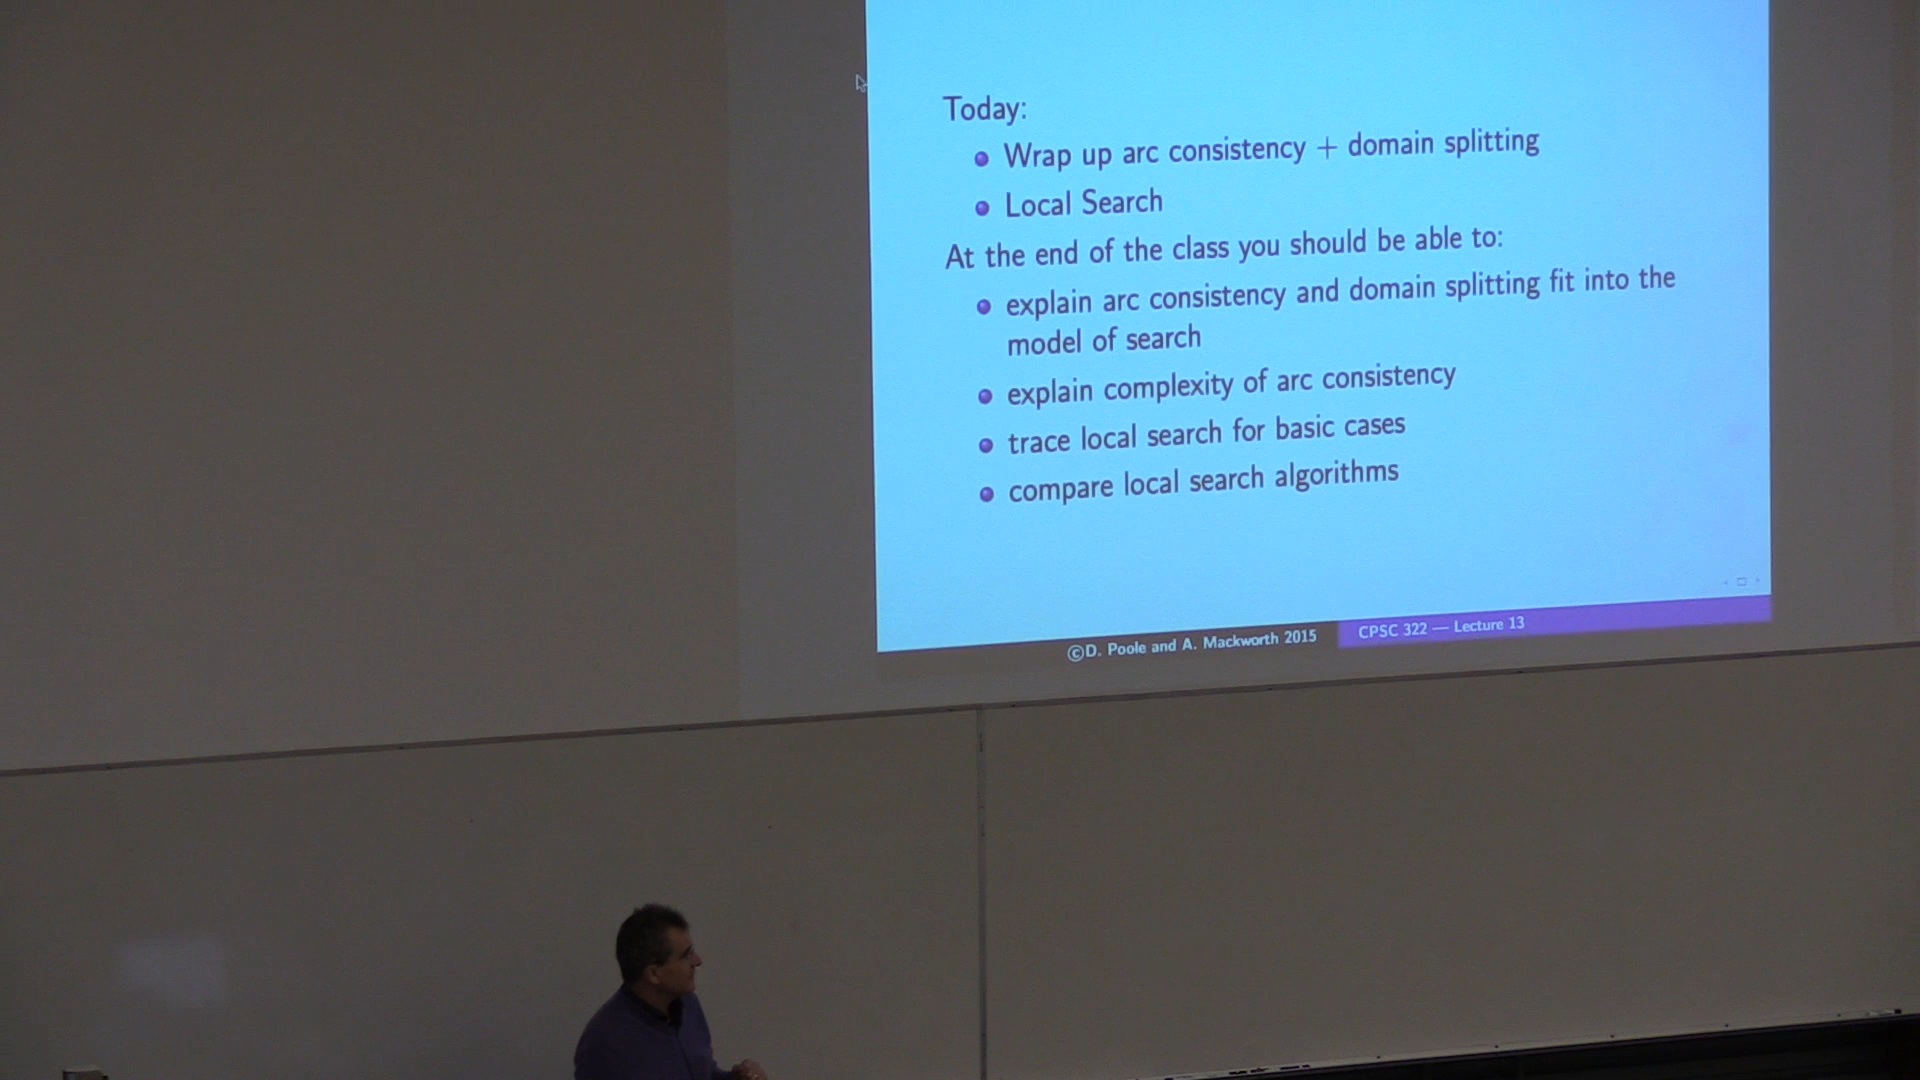 Today:
Wrap up arc consistency + domain splitting
Local Search
At the end of the class you should be able to:
explain arc consistency and domain splitting fit into the
model of search
explain complexity of arc consistency
trace local search for basic cases
compare local search algorithms
©D. Poole and A. Mackworth 2015
CPSC 322 — Lecture 13